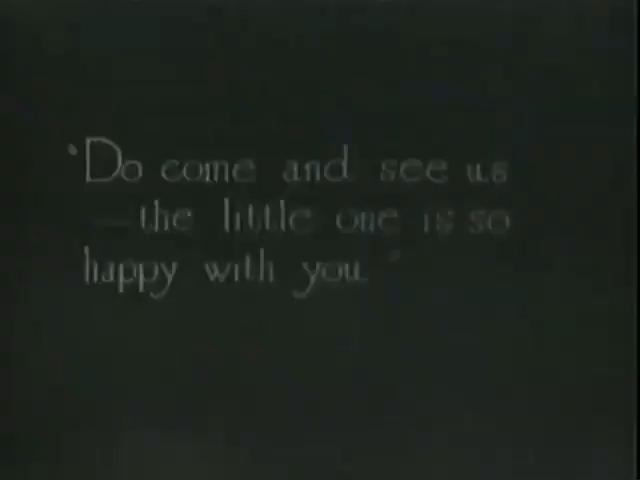 "Do come and see us
—the little one is so
happy with you."